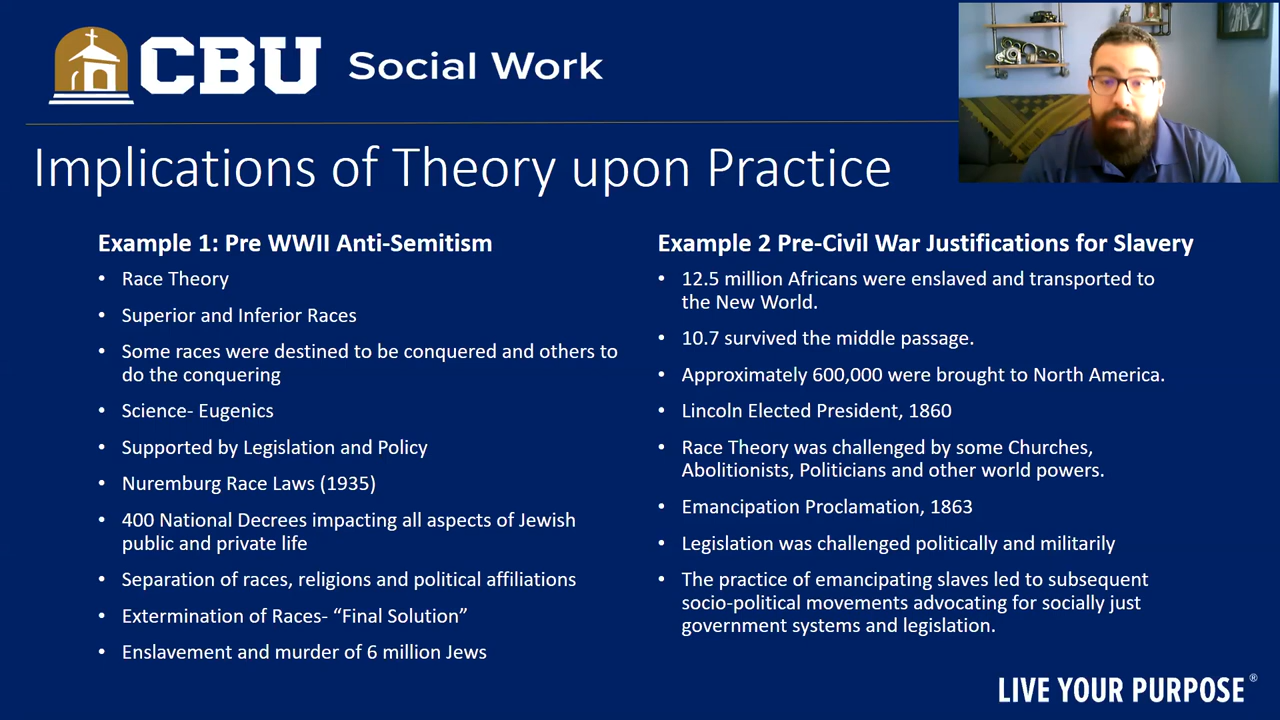 CBU Social Work
Implications of Theory upon Practice
Example 1: Pre WWII Anti-Semitism
• Race Theory
• Superior and Inferior Races
• Some races were destined to be conquered and others to
do the conquering
• Science- Eugenics
• Supported by Legislation and Policy
• Nuremburg Race Laws (1935)
• 400 National Decrees impacting all aspects of Jewish
public and private life
• Separation of races, religions and political affiliations
• Extermination of Races- “Final Solution”
• Enslavement and murder of 6 million Jews
Example 2 Pre-Civil War Justifications for Slavery
• 12.5 million Africans were enslaved and transported to
the New World.
• 10.7 survived the middle passage.
• Approximately 600,000 were brought to North America.
• Lincoln Elected President, 1860
• Race Theory was challenged by some Churches,
Abolitionists, Politicians and other world powers.
• Emancipation Proclamation, 1863
• Legislation was challenged politically and militarily
• The practice of emancipating slaves led to subsequent
socio-political movements advocating for socially just
government systems and legislation.
LIVE YOUR PURPOSE®